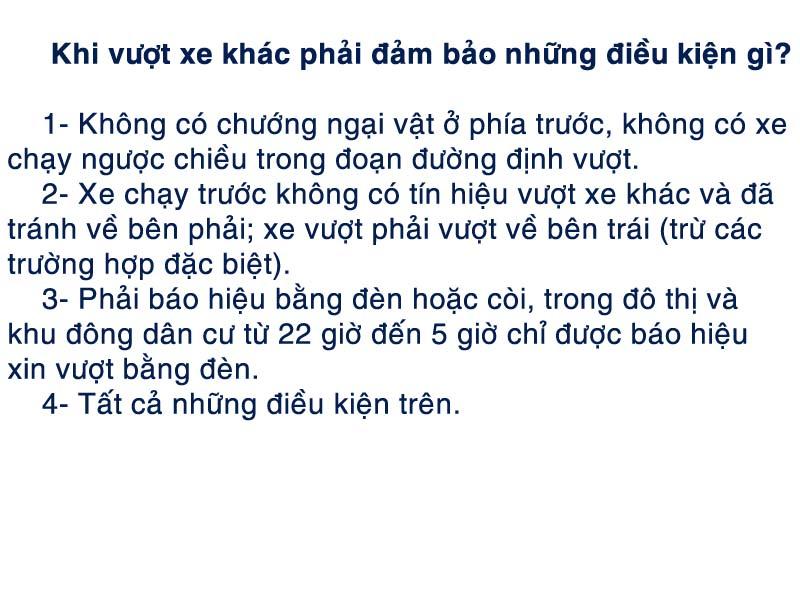 Khi vượt xe khác phải đảm bảo những điều kiện gì?
1- Không có chướng ngại vật ở phía trước, không có xe
chạy ngược chiều trong đoạn đường định vượt.
2- Xe chạy trước không có tín hiệu vượt xe khác và đã
tránh về bên phải; xe vượt phải vượt về bên trái (trừ các
trường hợp đặc biệt).
3- Phải báo hiệu bằng đèn hoặc còi, trong đô thị và
khu đông dân cư từ 22 giờ đến 5 giờ chỉ được báo hiệu
xin vượt bằng đèn.
4- Tất cả những điều kiện trên.